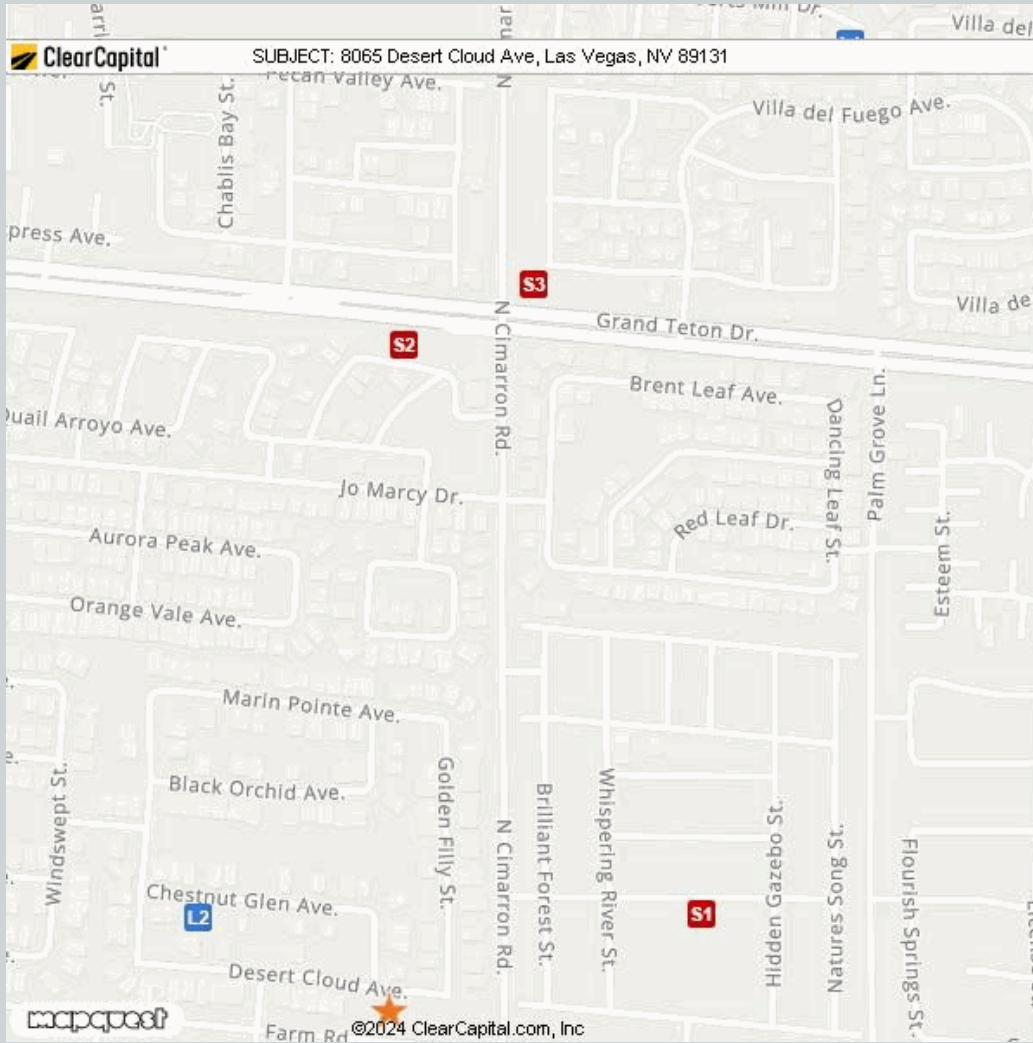 ClearCapital
SUBJECT: 8065 Desert Cloud Ave, Las Vegas, NV 89131
Villa del
Pecan Valley Ave.
St.
Chablis Bay St.
N
Villa del Fuego Ave.
press Ave.
S3
Villa de
Grand Teton Dr.
S2
N Cimarron Rd.
Brent Leaf Ave.
Palm Grove Ln.
Dancing Leaf St.
Quail Arroyo Ave.
Jo Marcy Dr.
Red Leaf Dr.
Aurora Peak Ave.
Esteem St.
Orange Vale Ave.
Marin Pointe Ave.
Black Orchid Ave.
Windswept St.
Golden Filly St.
N Cimarron Rd.
Brilliant Forest St.
Whispering River St.
Hidden Gazebo St.
Natures Song St.
Flourish Springs St.
Chestnut Glen Ave.
L2
S1
Desert Cloud Ave.
mapquest
Farm Rd
©2024 ClearCapital.com, Inc